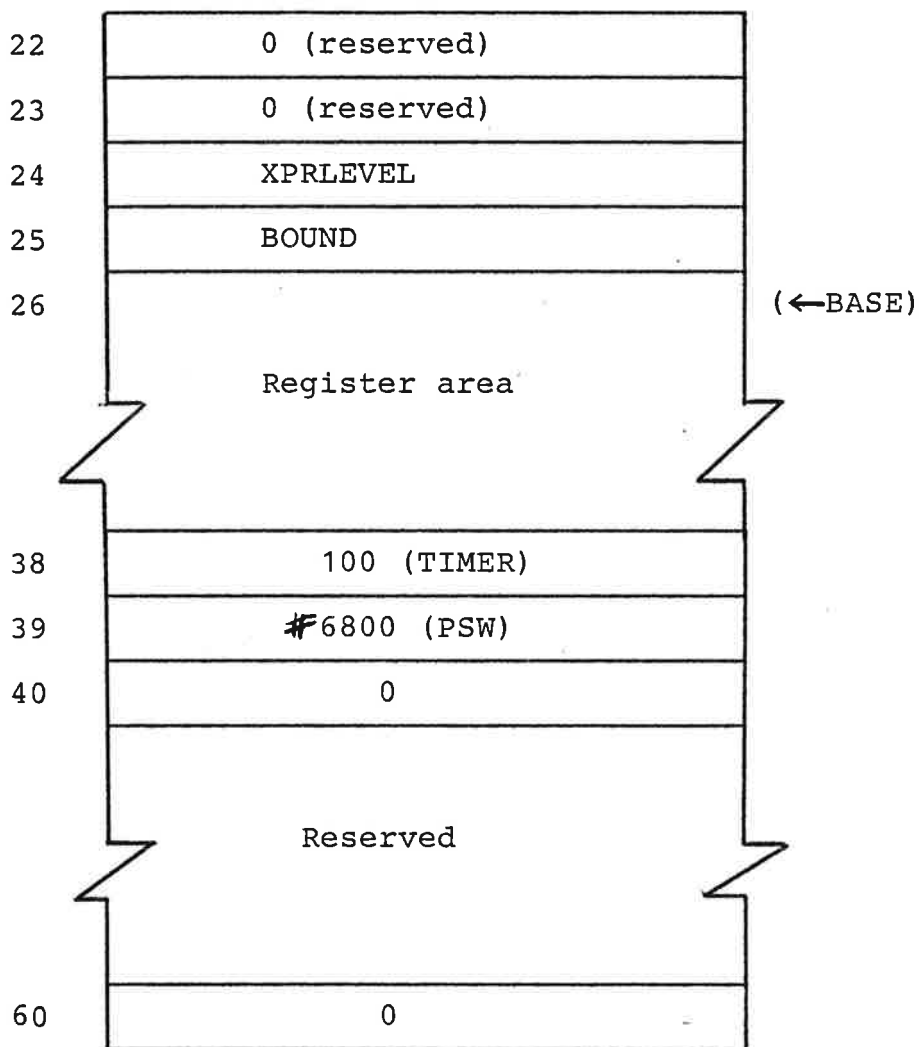 22 0 (reserved)
23 0 (reserved)
24 XPRLEVEL
25 BOUND
26 (←BASE)
Register area
38 100 (TIMER)
39 #6800 (PSW)
40 0
Reserved
60 0